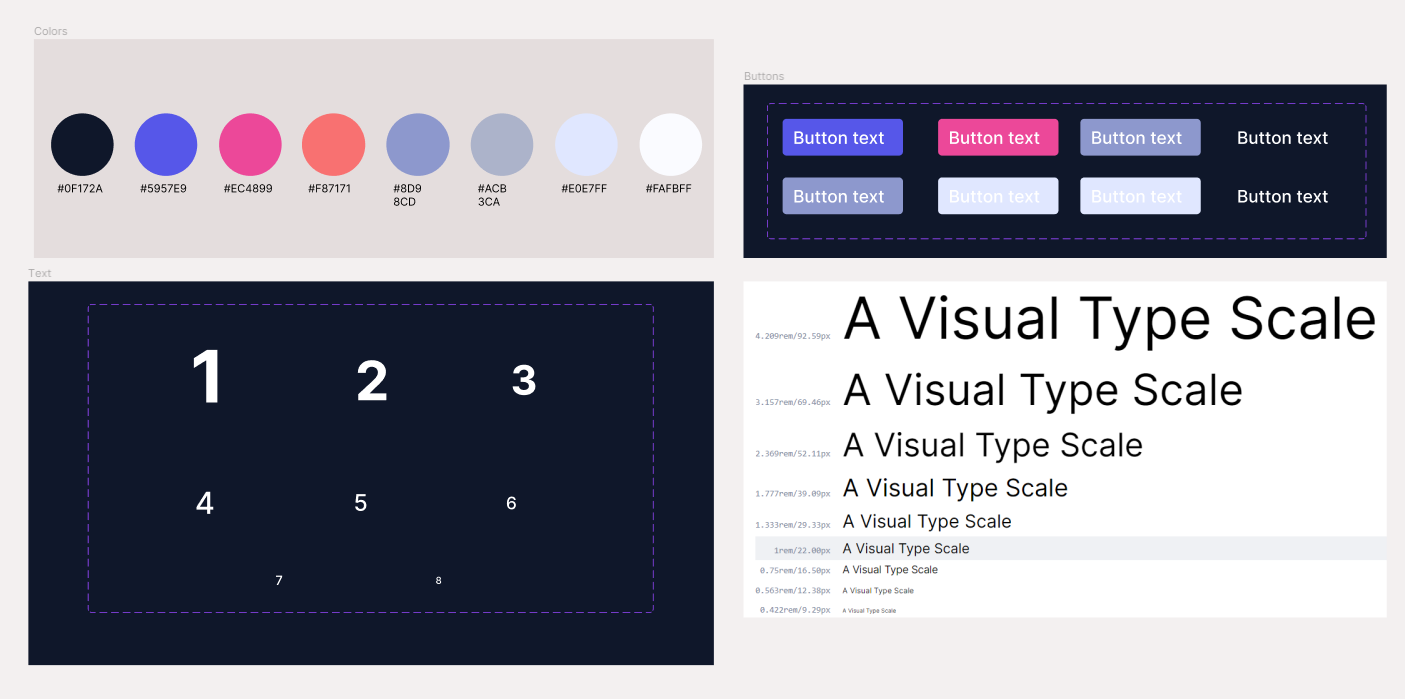 Colors
#0F172A
#5957E9
#EC4899
#F87171
#8D9
8CD
#ACB
3CA
#E0E7FF
#FAFBFF
Buttons
Button text
Button text
Button text
Button text
Button text
Button text
Button text
Button text
Text
1
2
3
4
5
6
7
8
4.209rem/92.59px A Visual Type Scale
3.157rem/69.46px A Visual Type Scale
2.369rem/52.11px A Visual Type Scale
1.777rem/39.09px A Visual Type Scale
1.333rem/29.33px A Visual Type Scale
1rem/22.00px A Visual Type Scale
0.75rem/16.50px A Visual Type Scale
0.563rem/12.38px A Visual Type Scale
0.422rem/9.29px A Visual Type Scale